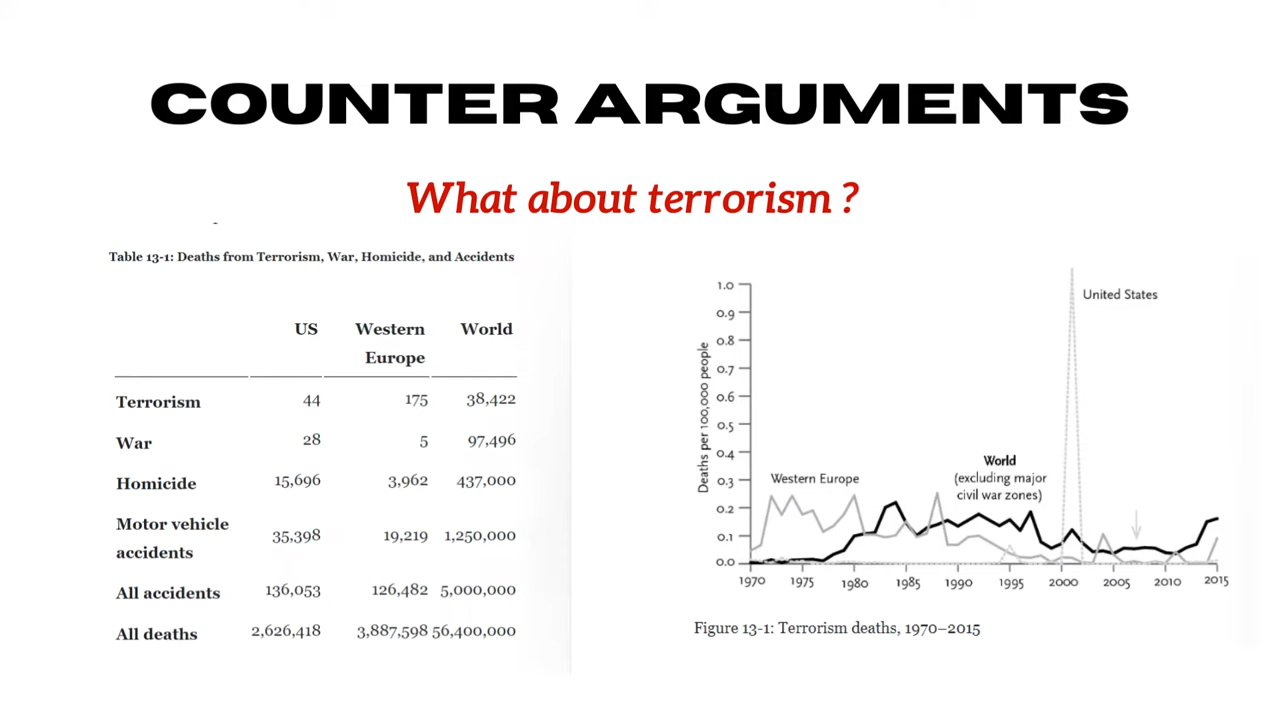 COUNTER ARGUMENTS
What about terrorism ?
Table 13-1: Deaths from Terrorism, War, Homicide, and Accidents
US Western Europe World
Terrorism 44 175 38,422
War 28 5 97,496
Homicide 15,696 3,962 437,000
Motor vehicle accidents 35,398 19,219 1,250,000
All accidents 136,053 126,482 5,000,000
All deaths 2,626,418 3,887,598 56,400,000
Deaths per 100,000 people
1.0
0.9
0.8
0.7
0.6
0.5
0.4
0.3
0.2
0.1
0.0
United States
Western Europe
World
(excluding major
civil war zones)
1970 1975 1980 1985 1990 1995 2000 2005 2010 2015
Figure 13-1: Terrorism deaths, 1970–2015